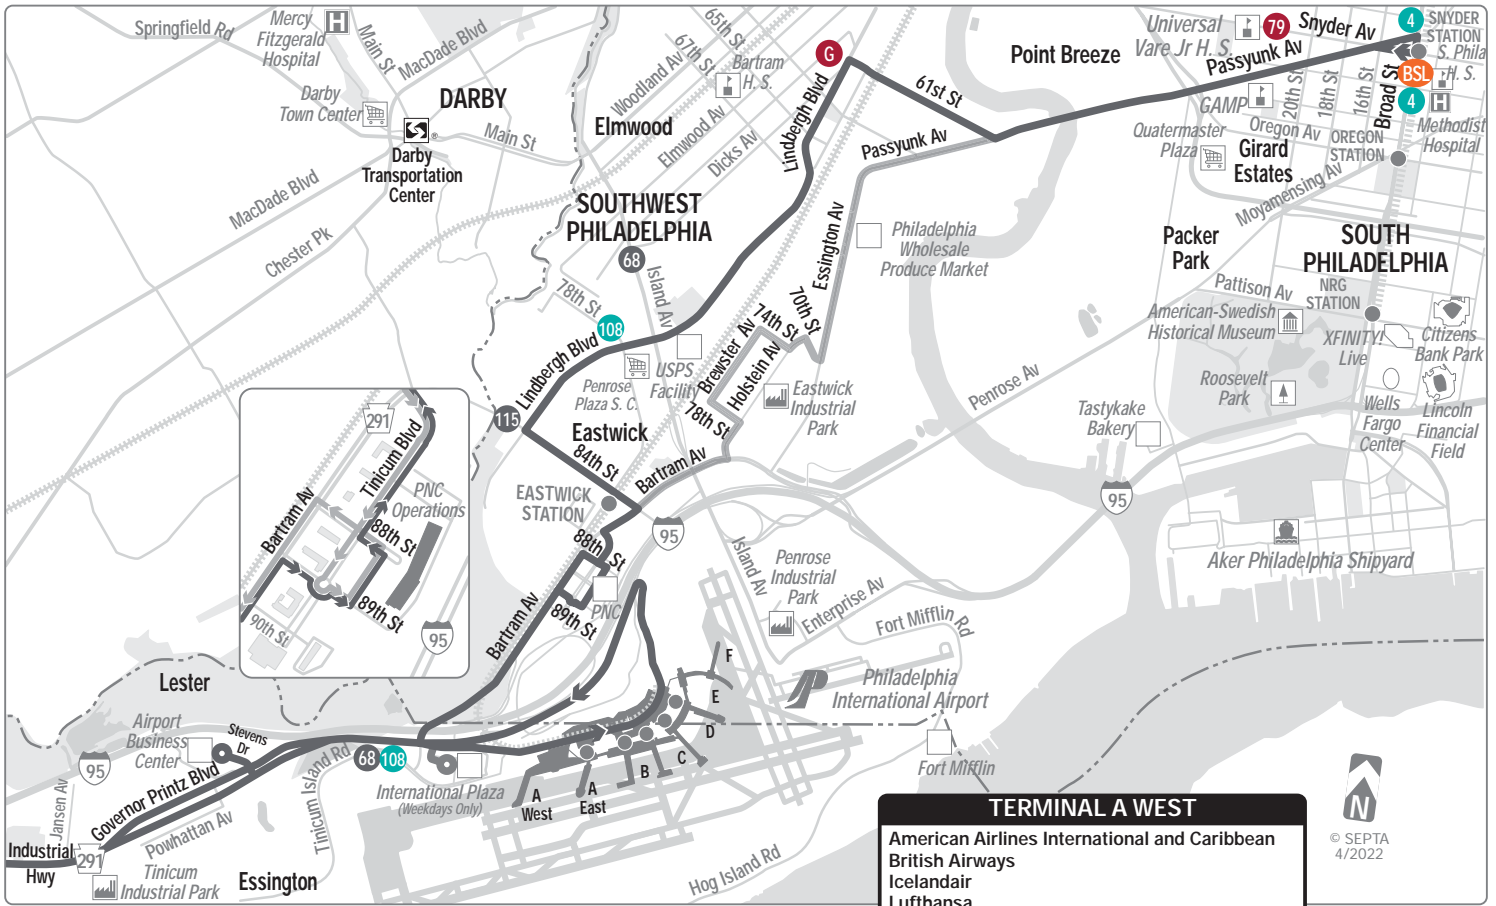 Springfield Rd
Mercy
Fitzgerald
Hospital
H
Main St
MacDade Blvd
65th St
67th St
Bartram
H. S.
Woodland Av
G
Point Breeze
Universal
Vare Jr H. S.
79
Snyder Av
4
SNYDER
STATION
Passyunk Av
S. Phila
H. S.
BSL
Broad St
4
H
Methodist
Hospital
Darby
Town Center
DARBY
Main St
Elmwood
Elmwood Av
Dicks Av
Lindbergh Blvd
61st St
Passyunk Av
GAMP
20th St
18th St
16th St
Oregon Av
OREGON
STATION
Quatermaster
Plaza
Girard
Estates
Moyamensing Av
®
Darby
Transportation
Center
MacDade Blvd
Chester Pk
SOUTHWEST
PHILADELPHIA
68
Island Av
78th St
108
Essington Av
Philadelphia
Wholesale
Produce Market
Packer
Park
SOUTH
PHILADELPHIA
Pattison Av
NRG
STATION
American-Swedish
Historical Museum
XFINITY!
Live
Citizens
Bank Park
Roosevelt
Park
Wells
Fargo
Center
Lincoln
Financial
Field
Lindbergh Blvd
USPS
Facility
Penrose
Plaza S. C.
Brewster Av
74th St
70th St
Holstein Av
78th St
Eastwick
Industrial
Park
Penrose Av
Tastykake
Bakery
95
115
Eastwick
84th St
Bartram Av
EASTWICK
STATION
95
291
Tinicum Blvd
PNC
Operations
Bartram Av
88th St
89th St
90th St
95
88th St
PNC
89th St
Bartram Av
Island Av
Penrose
Industrial
Park
Enterprise Av
Fort Mifflin Rd
Aker Philadelphia Shipyard
Lester
F
E
D
C
B
A
East
A
West
Philadelphia
International Airport
Fort Mifflin
Airport
Business
Center
Stevens
Dr
95
Jansen Av
Governor Printz Blvd
68
108
Tinicum Island Rd
International Plaza
(Weekdays Only)
Powhattan Av
Industrial
Hwy
291
Tinicum
Industrial Park
Essington
Hog Island Rd
N
© SEPTA
4/2022
TERMINAL A WEST
American Airlines International and Caribbean
British Airways
Icelandair
Lufthansa